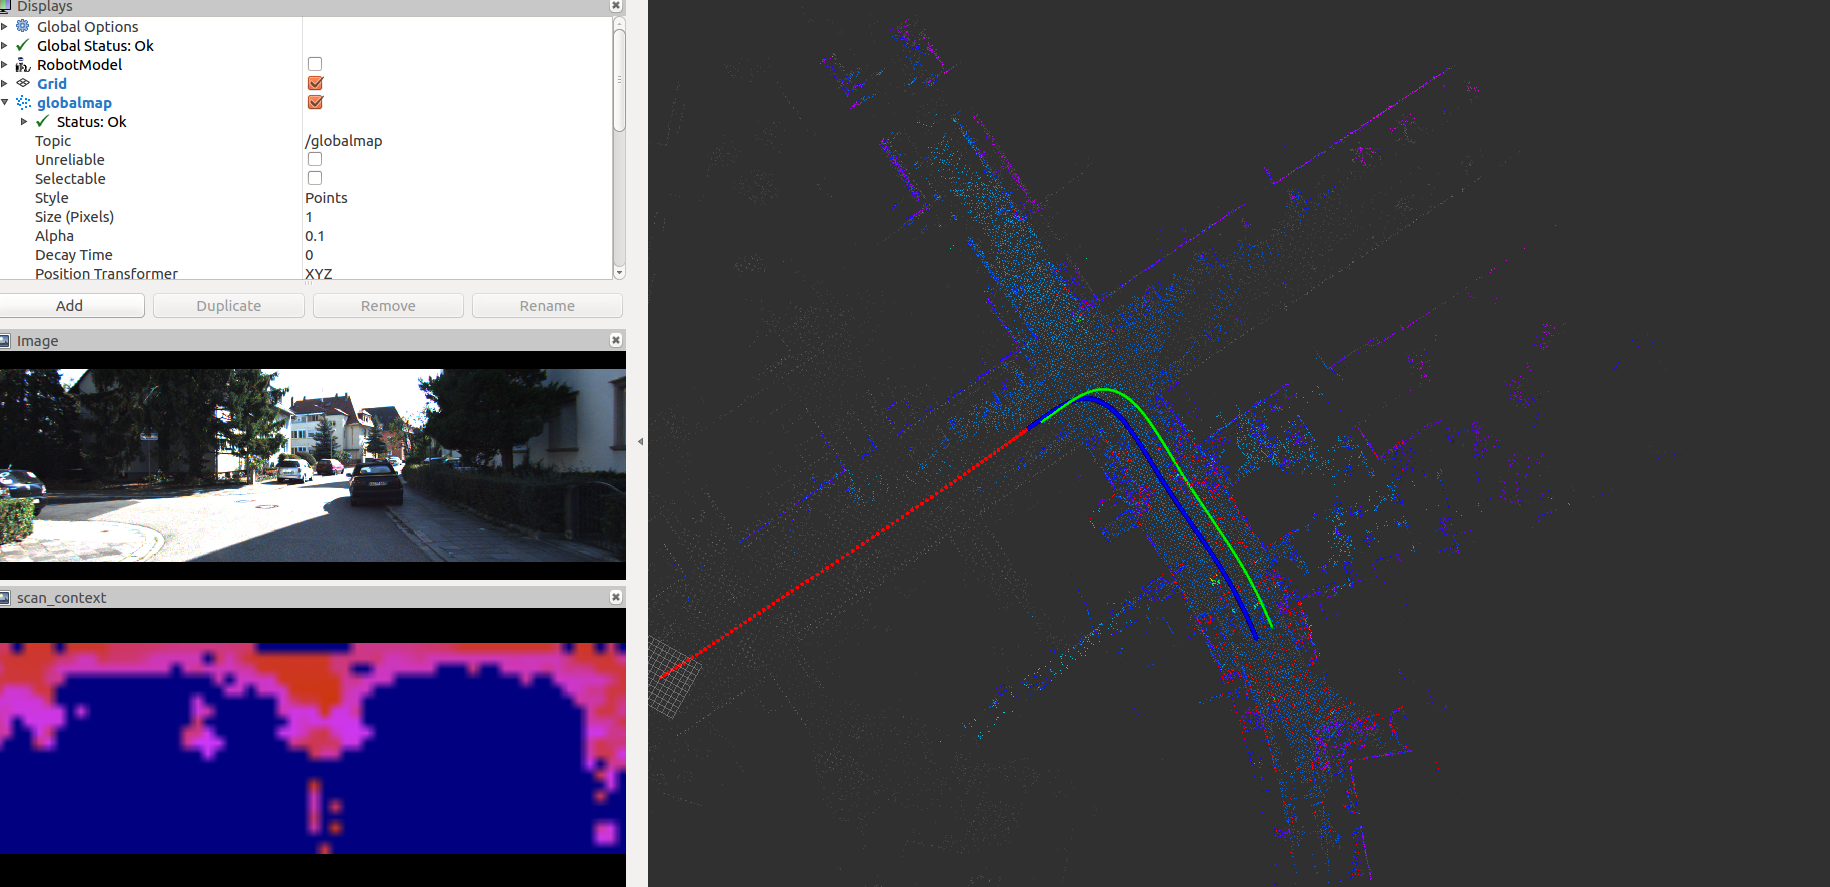 Displays
Global Options
Global Status: Ok
RobotModel
Grid
globalmap
Status: Ok
Topic /globalmap
Unreliable
Selectable
Style Points
Size (Pixels) 1
Alpha 0.1
Decay Time 0
Position Transformer XYZ
Add Duplicate Remove Rename
Image
scan_context